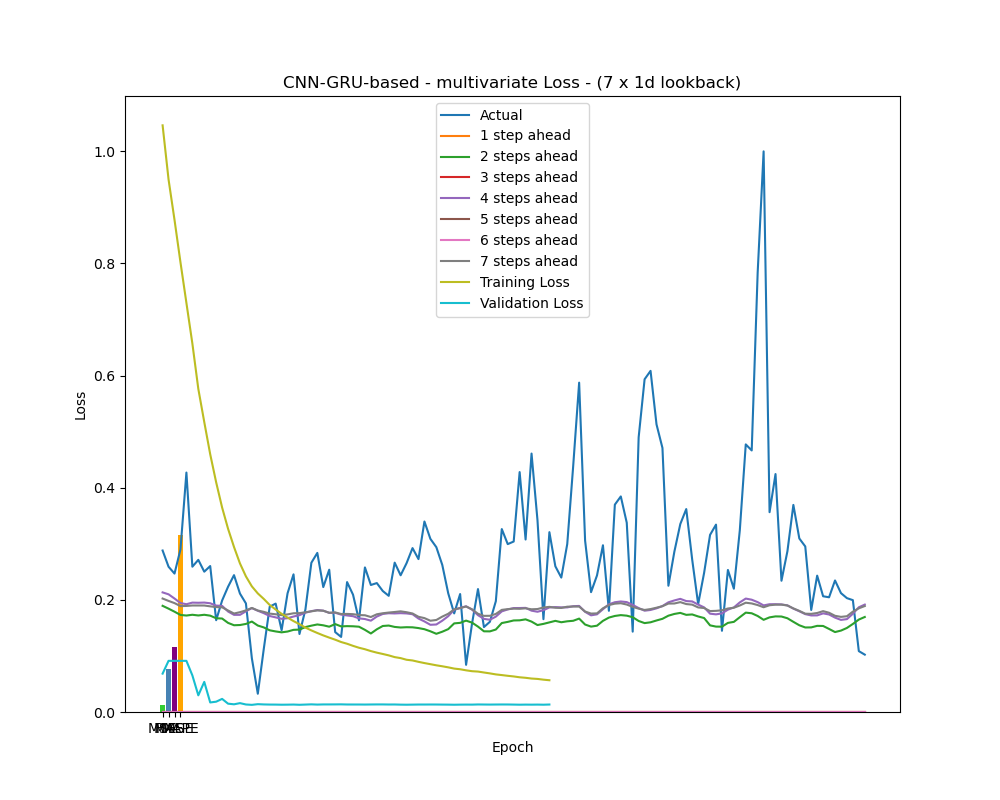 CNN-GRU-based - multivariate Loss - (7 x 1d lookback)
Actual
1 step ahead
2 steps ahead
3 steps ahead
4 steps ahead
5 steps ahead
6 steps ahead
7 steps ahead
Training Loss
Validation Loss
1.0
0.8
0.6
0.4
0.2
0.0
Loss
Epoch